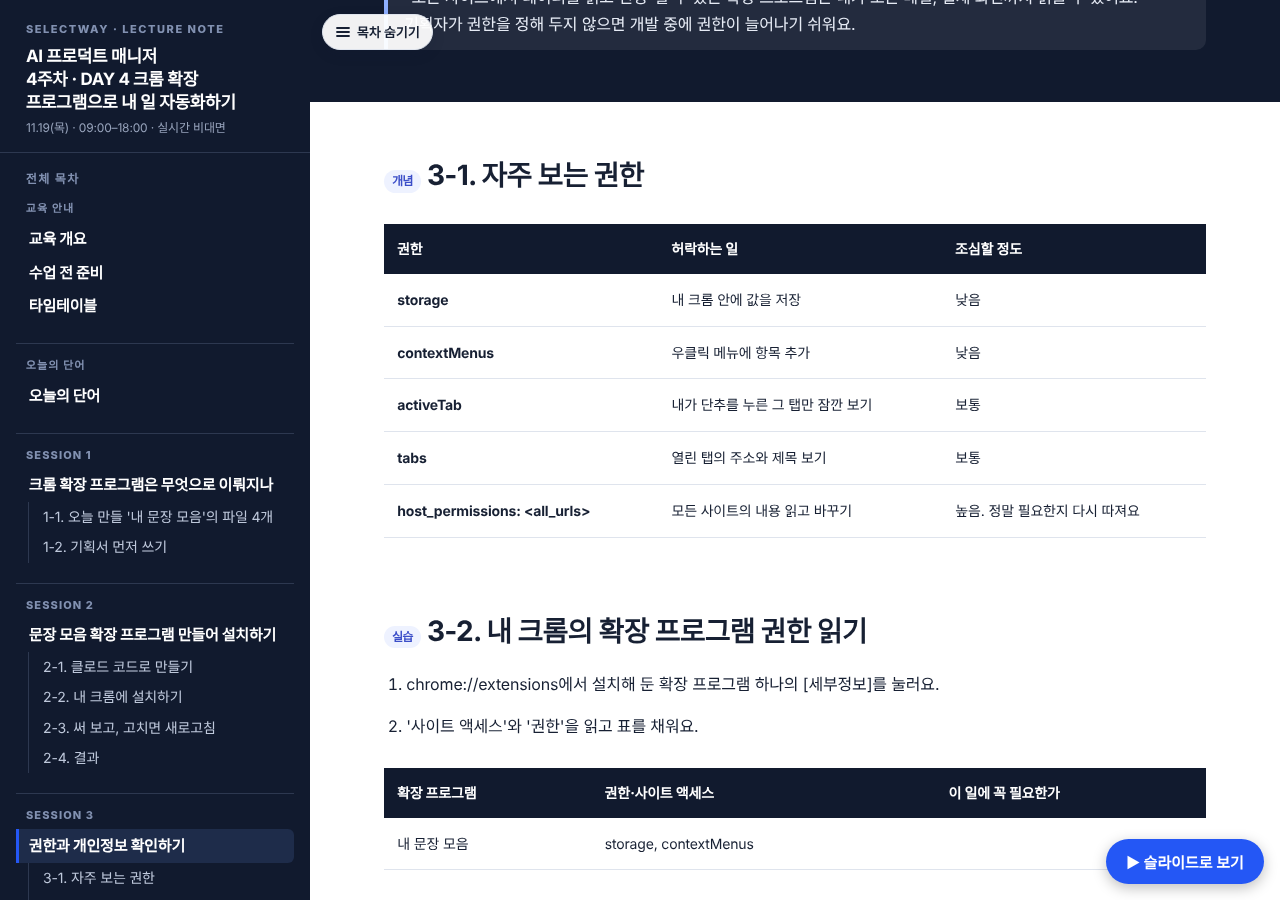 SELECTWAY · LECTURE NOTE
AI 프로덕트 매니저
4주차 · DAY 4 크롬 확장
프로그램으로 내 일 자동화하기
11.19(목) · 09:00–18:00 · 실시간 비대면
전체 목차
교육 안내
교육 개요
수업 전 준비
타임테이블
오늘의 단어
오늘의 단어
SESSION 1
크롬 확장 프로그램은 무엇으로 이뤄지나
1-1. 오늘 만들 '내 문장 모음'의 파일 4개
1-2. 기획서 먼저 쓰기
SESSION 2
문장 모음 확장 프로그램 만들어 설치하기
2-1. 클로드 코드로 만들기
2-2. 내 크롬에 설치하기
2-3. 써 보고, 고치면 새로고침
2-4. 결과
SESSION 3
권한과 개인정보 확인하기
3-1. 자주 보는 권한
목차 숨기기
권한을 정해 두지 않으면 개발 중에 권한이 늘어나기 쉬워요.
개념 3-1. 자주 보는 권한
권한 허락하는 일 조심할 정도
storage 내 크롬 안에 값을 저장 낮음
contextMenus 우클릭 메뉴에 항목 추가 낮음
activeTab 내가 단추를 누른 그 탭만 잠깐 보기 보통
tabs 열린 탭의 주소와 제목 보기 보통
host_permissions: <all_urls> 모든 사이트의 내용 읽고 바꾸기 높음. 정말 필요한지 다시 따져요
실습 3-2. 내 크롬의 확장 프로그램 권한 읽기
1. chrome://extensions에서 설치해 둔 확장 프로그램 하나의 [세부정보]를 눌러요.
2. '사이트 액세스'와 '권한'을 읽고 표를 채워요.
확장 프로그램 권한·사이트 액세스 이 일에 꼭 필요한가
내 문장 모음 storage, contextMenus
▶ 슬라이드로 보기